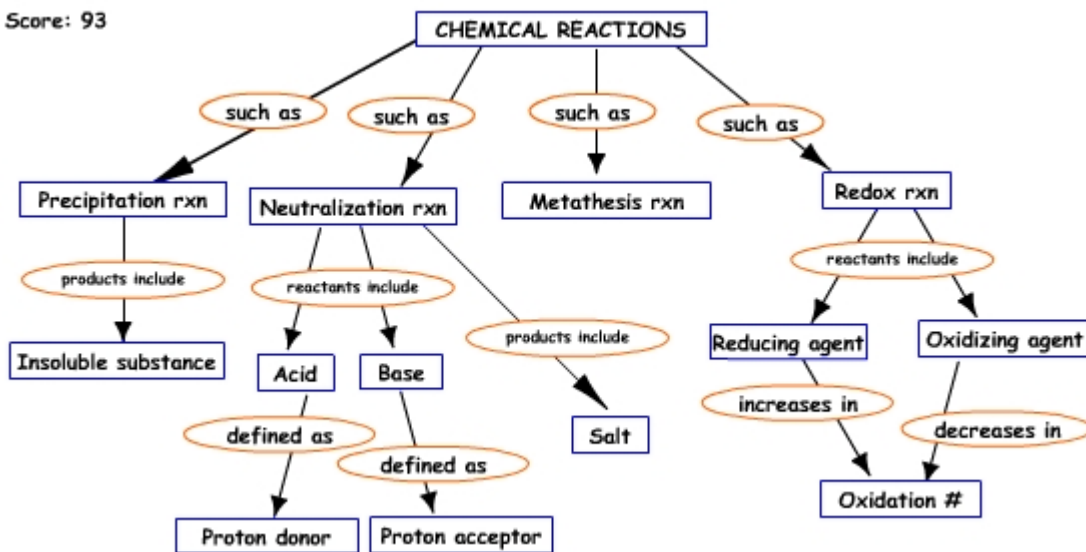 Score: 93
CHEMICAL REACTIONS
such as
such as
such as
such as
Precipitation rxn
Neutralization rxn
Metathesis rxn
Redox rxn
products include
reactants include
products include
reactants include
Insoluble substance
Acid
Base
Salt
Reducing agent
Oxidizing agent
defined as
defined as
increases in
decreases in
Proton donor
Proton acceptor
Oxidation #